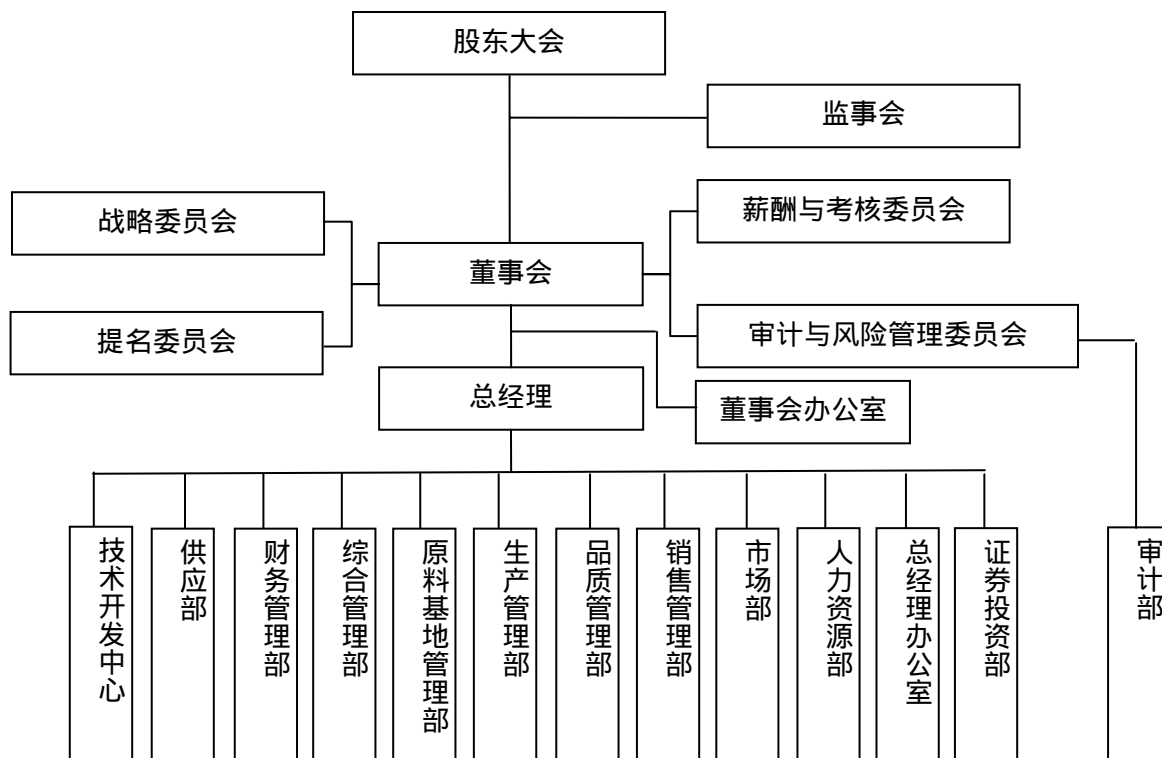 股东大会
监事会
战略委员会
薪酬与考核委员会
董事会
提名委员会
审计与风险管理委员会
总经理
董事会办公室
技术开发中心
供应部
财务管理部
综合管理部
原料基地管理部
生产管理部
品质管理部
销售管理部
市场部
人力资源部
总经理办公室
证券投资部
审计部